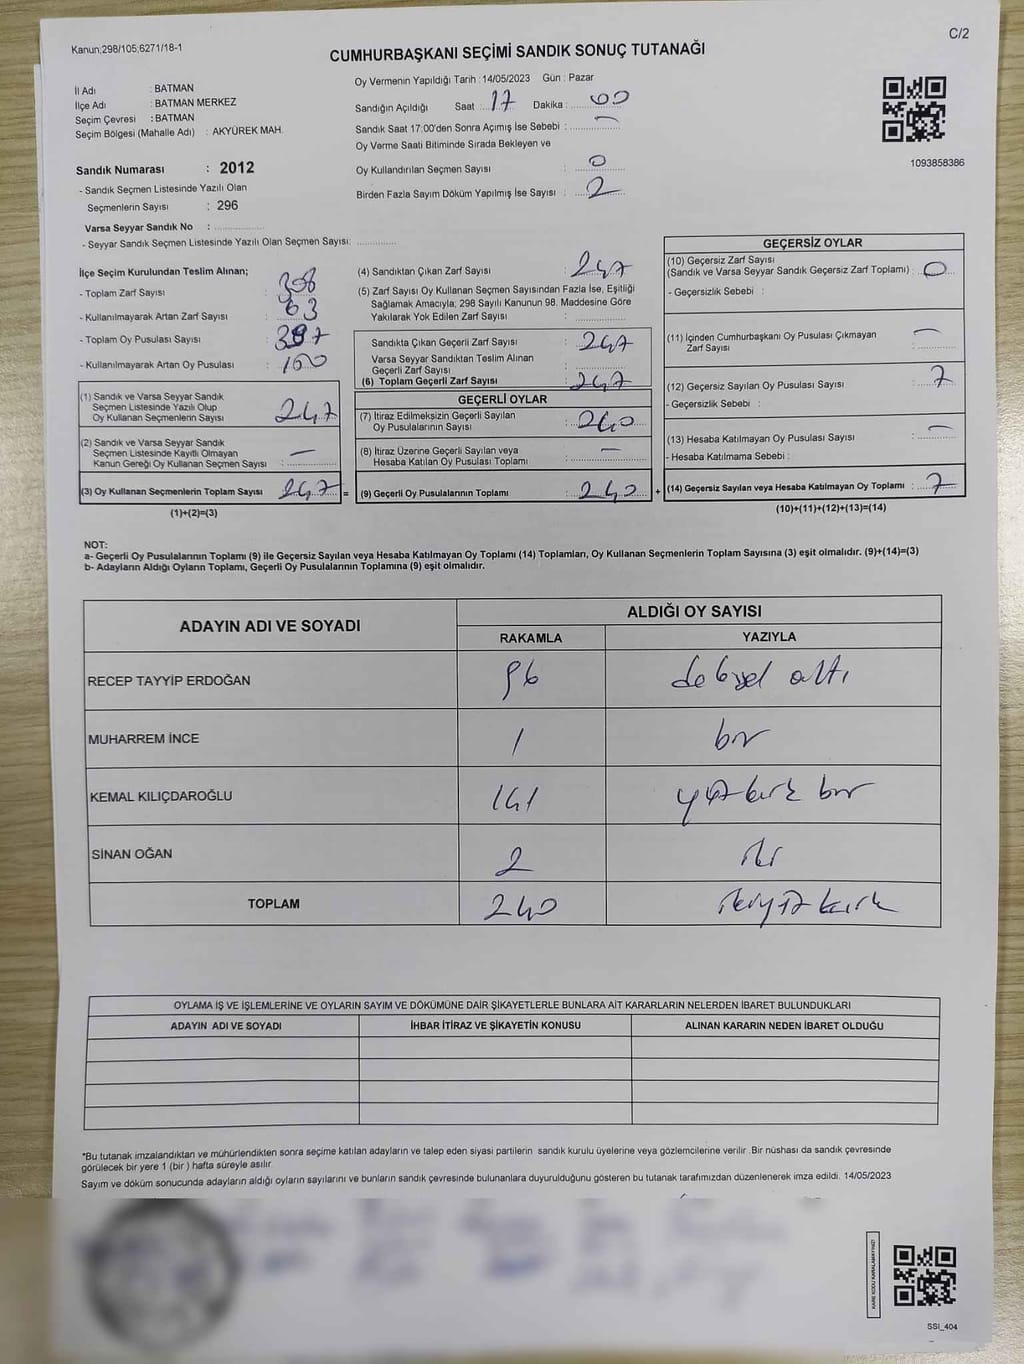 Kanun;298/105;6271/18-1
C/2
CUMHURBAŞKANI SEÇİMİ SANDIK SONUÇ TUTANAĞI
İl Adı : BATMAN
İlçe Adı : BATMAN MERKEZ
Seçim Çevresi : BATMAN
Seçim Bölgesi (Mahalle Adı) : AKYÜREK MAH.
Oy Vermenin Yapıldığı Tarih : 14/05/2023 Gün : Pazar
Sandığın Açıldığı Saat : 17 Dakika : 00
Sandık Saat 17:00'den Sonra Açımış İse Sebebi : —
Oy Verme Saati Bitiminde Sırada Bekleyen ve
Oy Kullandırılan Seçmen Sayısı : 0
Birden Fazla Sayım Döküm Yapılmış İse Sayısı : 2
1093858386
Sandık Numarası : 2012
- Sandık Seçmen Listesinde Yazılı Olan
Seçmenlerin Sayısı : 296
Varsa Seyyar Sandık No :
- Seyyar Sandık Seçmen Listesinde Yazılı Olan Seçmen Sayısı:
İlçe Seçim Kurulundan Teslim Alınan;
- Toplam Zarf Sayısı :
- Kullanılmayarak Artan Zarf Sayısı : 63
- Toplam Oy Pusulası Sayısı :
- Kullanılmayarak Artan Oy Pusulası : 150
(1) Sandık ve Varsa Seyyar Sandık
Seçmen Listesinde Yazılı Olup
Oy Kullanan Seçmenlerin Sayısı : 247
(2) Sandık ve Varsa Seyyar Sandık
Seçmen Listesinde Kayıtlı Olmayan
Kanun Gereği Oy Kullanan Seçmen Sayısı : —
(3) Oy Kullanan Seçmenlerin Toplam Sayısı : 247 =
(1)+(2)=(3)
(4) Sandıktan Çıkan Zarf Sayısı : 247
(5) Zarf Sayısı Oy Kullanan Seçmen Sayısından Fazla İse, Eşitliği
Sağlamak Amacıyla; 298 Sayılı Kanunun 98. Maddesine Göre
Yakılarak Yok Edilen Zarf Sayısı :
Sandıkta Çıkan Geçerli Zarf Sayısı : 247
Varsa Seyyar Sandıktan Teslim Alınan
Geçerli Zarf Sayısı :
(6) Toplam Geçerli Zarf Sayısı : 247
GEÇERLİ OYLAR
(7) İtiraz Edilmeksizin Geçerli Sayılan
Oy Pusulalarının Sayısı : 240
(8) İtiraz Üzerine Geçerli Sayılan veya
Hesaba Katılan Oy Pusulası Toplamı : —
(9) Geçerli Oy Pusulalarının Toplamı : 240 +
GEÇERSİZ OYLAR
(10) Geçersiz Zarf Sayısı
(Sandık ve Varsa Seyyar Sandık Geçersiz Zarf Toplamı) : 0
- Geçersizlik Sebebi :
(11) İçinden Cumhurbaşkanı Oy Pusulası Çıkmayan
Zarf Sayısı : —
(12) Geçersiz Sayılan Oy Pusulası Sayısı : 7
- Geçersizlik Sebebi :
(13) Hesaba Katılmayan Oy Pusulası Sayısı : —
- Hesaba Katılmama Sebebi :
(14) Geçersiz Sayılan veya Hesaba Katılmayan Oy Toplamı : 7
(10)+(11)+(12)+(13)=(14)
NOT:
a- Geçerli Oy Pusulalarının Toplamı (9) ile Geçersiz Sayılan veya Hesaba Katılmayan Oy Toplamı (14) Toplamları, Oy Kullanan Seçmenlerin Toplam Sayısına (3) eşit olmalıdır. (9)+(14)=(3)
b- Adayların Aldığı Oyların Toplamı, Geçerli Oy Pusulalarının Toplamına (9) eşit olmalıdır.
ADAYIN ADI VE SOYADI
ALDIĞI OY SAYISI
RAKAMLA YAZIYLA
RECEP TAYYİP ERDOĞAN 96 altı
MUHARREM İNCE 1 bir
KEMAL KILIÇDAROĞLU 141 yüz kırk bir
SİNAN OĞAN 2 iki
TOPLAM 240 ikiyüz kırk
OYLAMA İŞ VE İŞLEMLERİNE VE OYLARIN SAYIM VE DÖKÜMÜNE DAİR ŞİKAYETLERLE BUNLARA AİT KARARLARIN NELERDEN İBARET BULUNDUKLARI
ADAYIN ADI VE SOYADI İHBAR İTİRAZ VE ŞİKAYETİN KONUSU ALINAN KARARIN NEDEN İBARET OLDUĞU
*Bu tutanak imzalandıktan ve mühürlendikten sonra seçime katılan adayların ve talep eden siyasi partilerin sandık kurulu üyelerine veya gözlemcilerine verilir .Bir nüshası da sandık çevresinde
görülecek bir yere 1 (bir ) hafta süreyle asılır.
Sayım ve döküm sonucunda adayların aldığı oyların sayılarını ve bunların sandık çevresinde bulunanlara duyurulduğunu gösteren bu tutanak tarafımızdan düzenlenerek imza edildi. 14/05/2023
KARE KODU KARALAMAYINIZ!
SSİ_404